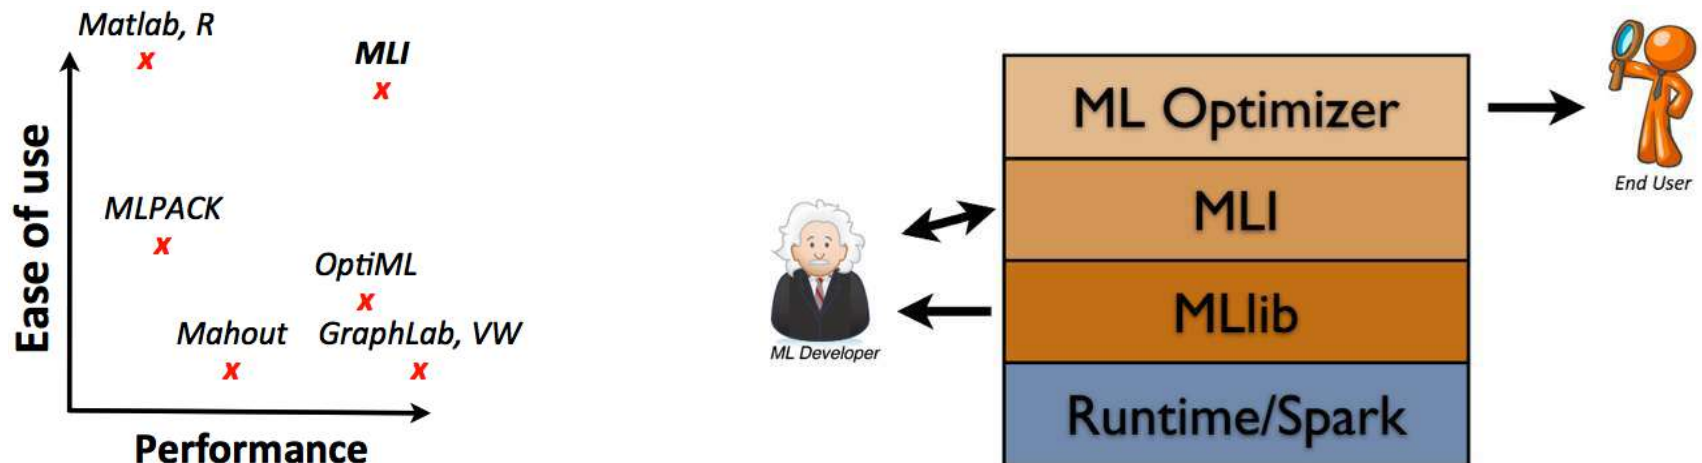 Matlab, R
x
MLI
x
Ease of use
MLPACK
x
OptiML
x
Mahout
x
GraphLab, VW
x
Performance
ML Optimizer
MLI
MLlib
Runtime/Spark
ML Developer
End User